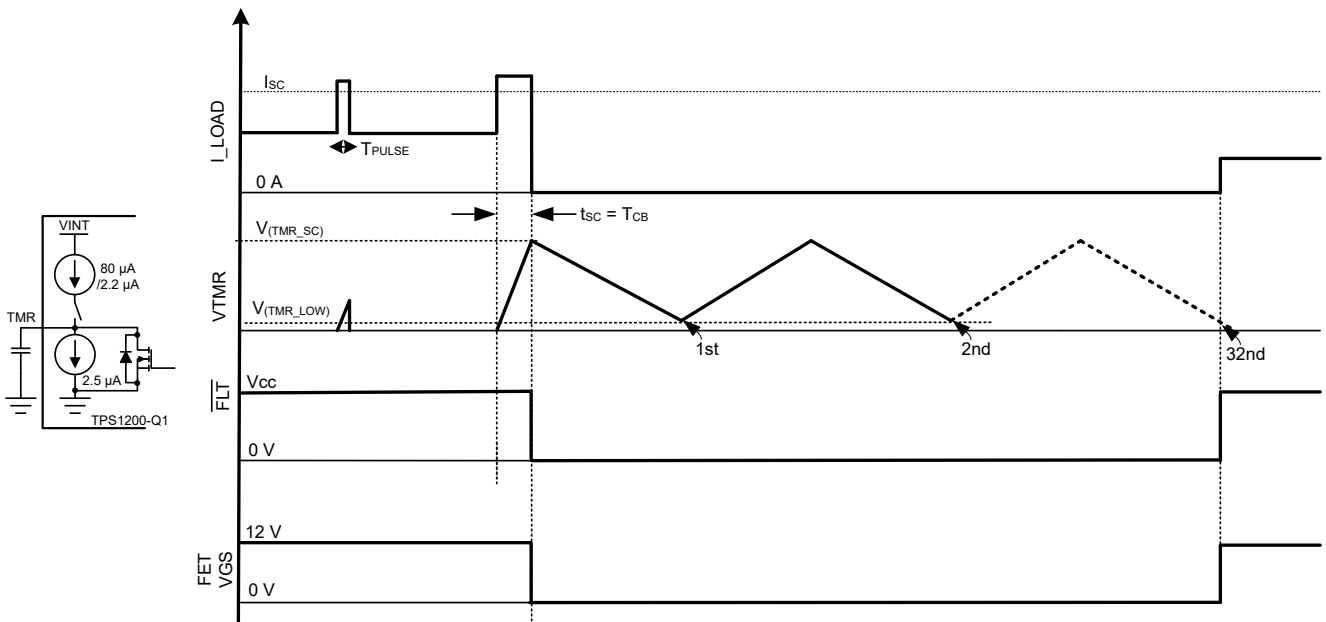 VINT
80 µA
/2.2 µA
TMR
2.5 µA
TPS1200-Q1
I_LOAD
ISC
TPULSE
0 A
tSC = TCB
VTMR
V(TMR_SC)
V(TMR_LOW)
1st
2nd
32nd
FLT
Vcc
0 V
FET
VGS
12 V
0 V